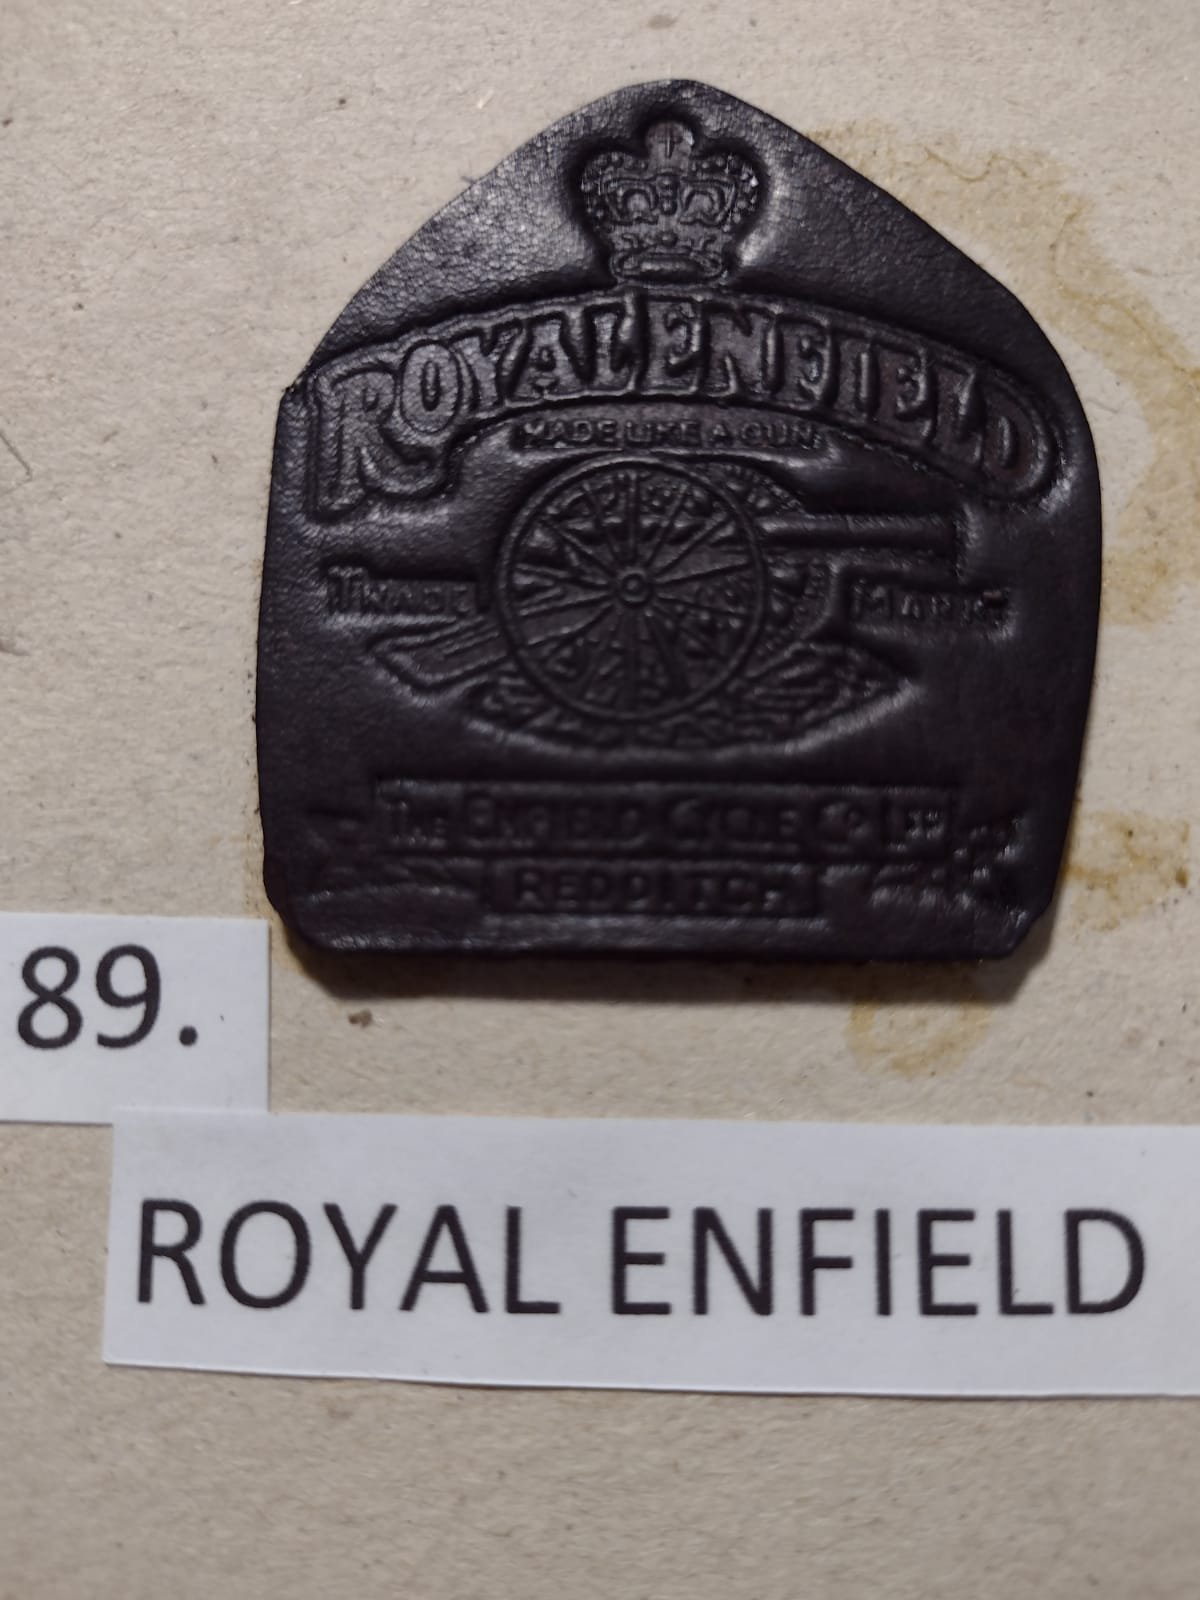 ROYAL ENFIELD
MADE LIKE A GUN
TRADE MARK
THE ENFIELD CYCLE CO LTD
REDDITCH
89.
ROYAL ENFIELD